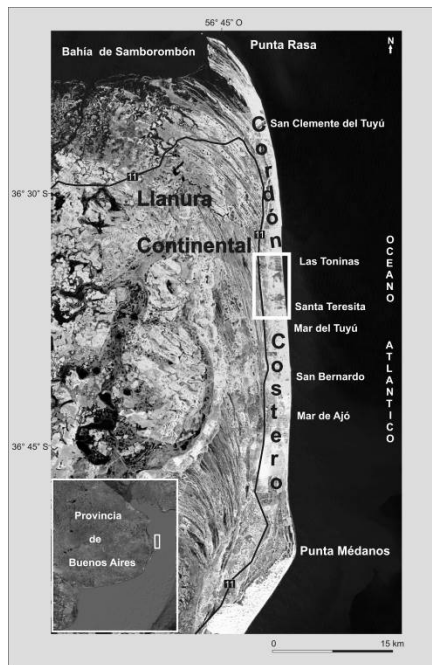 56° 45' O
Bahía de Samborombón
Punta Rasa
N
San Clemente del Tuyú
Cordón
11
36° 30' S
Llanura
Continental
11
OCEANO
Las Toninas
Santa Teresita
Mar del Tuyú
ATLANTICO
Costero
San Bernardo
Mar de Ajó
36° 45' S
Provincia
de
Buenos Aires
Punta Médanos
11
0 15 km